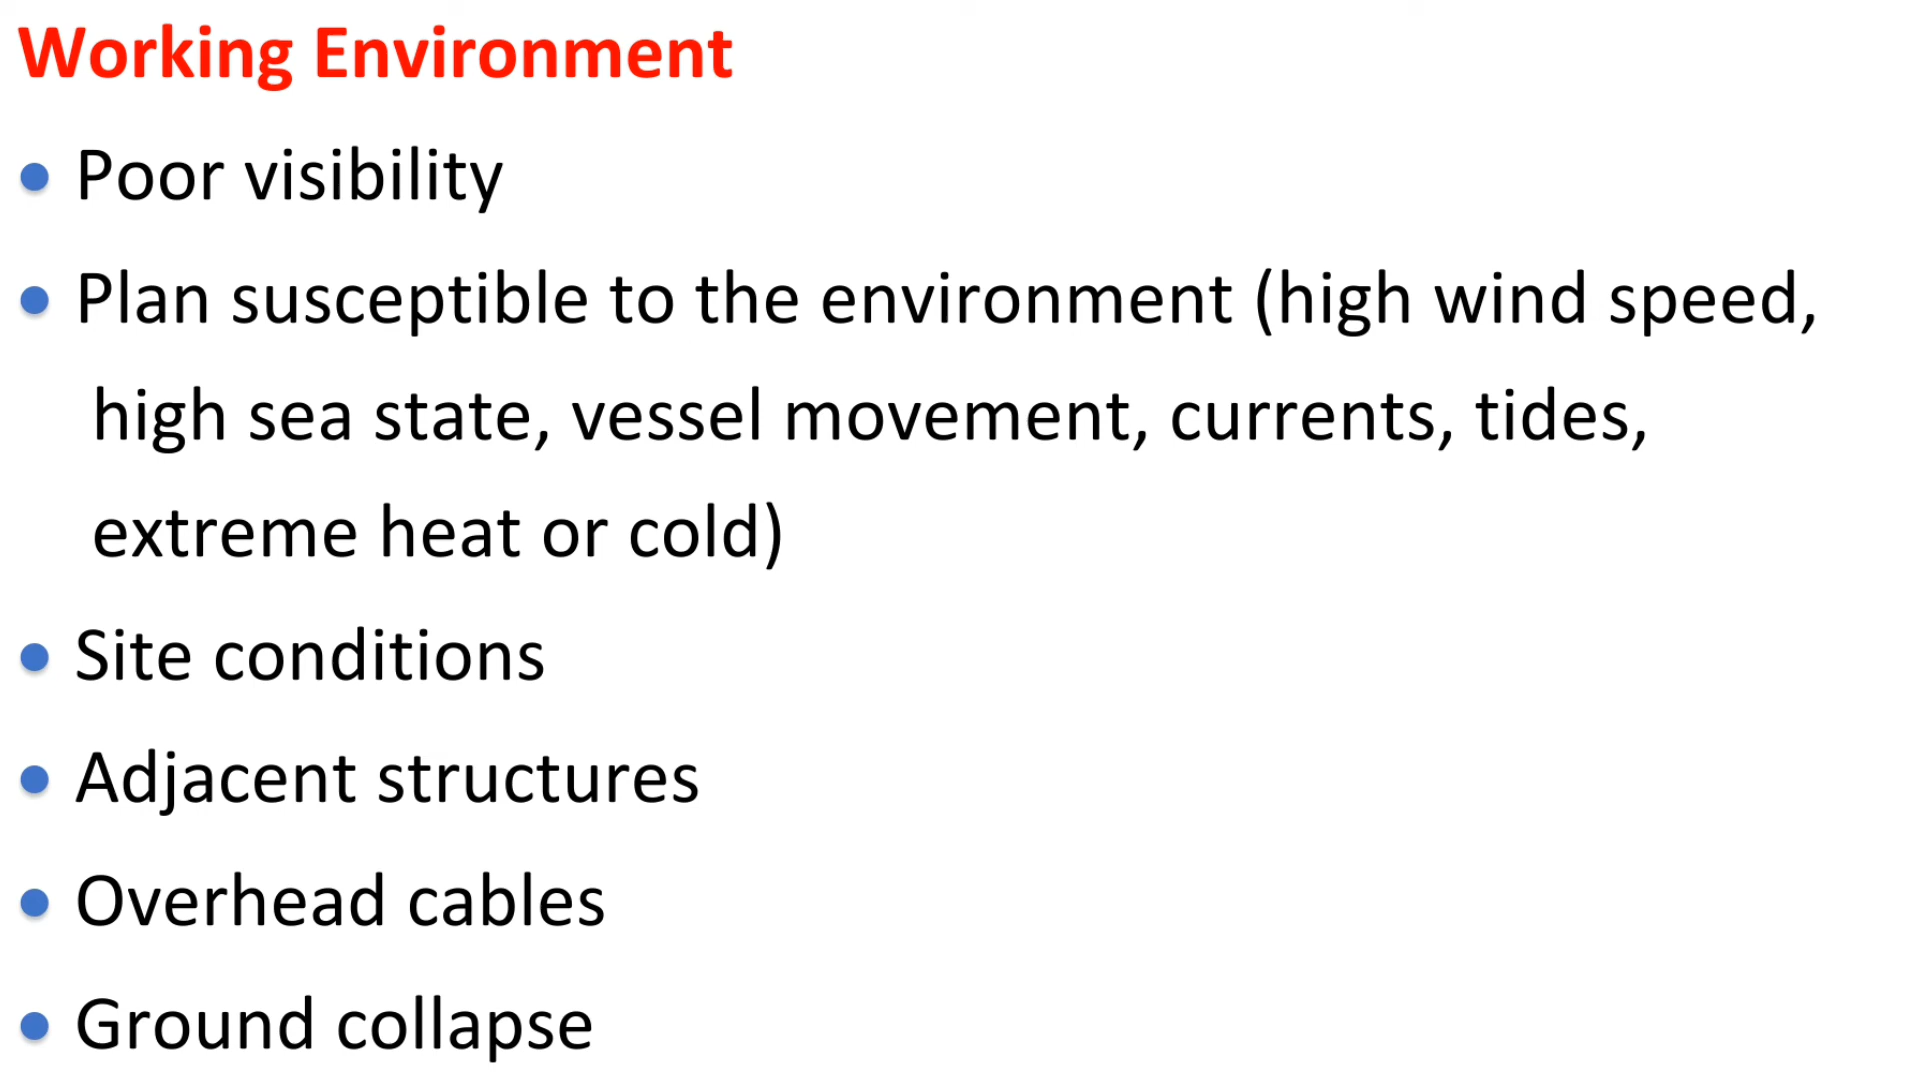 Working Environment
• Poor visibility
• Plan susceptible to the environment (high wind speed,
high sea state, vessel movement, currents, tides,
extreme heat or cold)
• Site conditions
• Adjacent structures
• Overhead cables
• Ground collapse